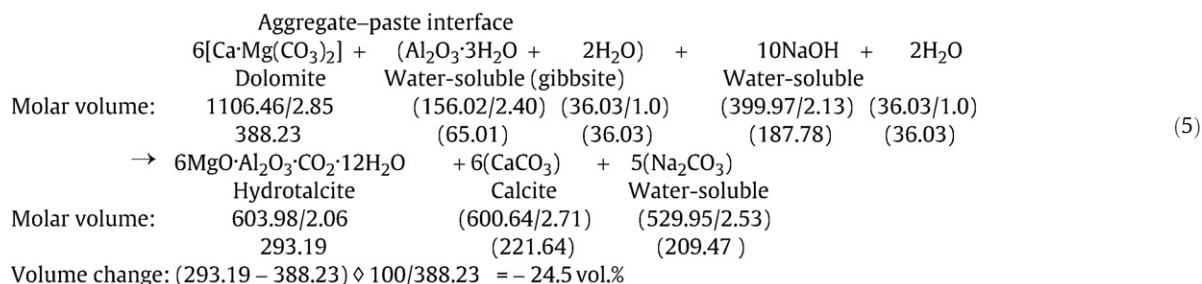 Aggregate–paste interface
6[Ca·Mg(CO₃)₂] + (Al₂O₃·3H₂O + 2H₂O) + 10NaOH + 2H₂O
Dolomite Water-soluble (gibbsite) Water-soluble
Molar volume: 1106.46/2.85 (156.02/2.40) (36.03/1.0) (399.97/2.13) (36.03/1.0)
388.23 (65.01) (36.03) (187.78) (36.03) (5)
→ 6MgO·Al₂O₃·CO₂·12H₂O + 6(CaCO₃) + 5(Na₂CO₃)
Hydrotalcite Calcite Water-soluble
Molar volume: 603.98/2.06 (600.64/2.71) (529.95/2.53)
293.19 (221.64) (209.47 )
Volume change: (293.19 – 388.23) ◊ 100/388.23 = – 24.5 vol.%